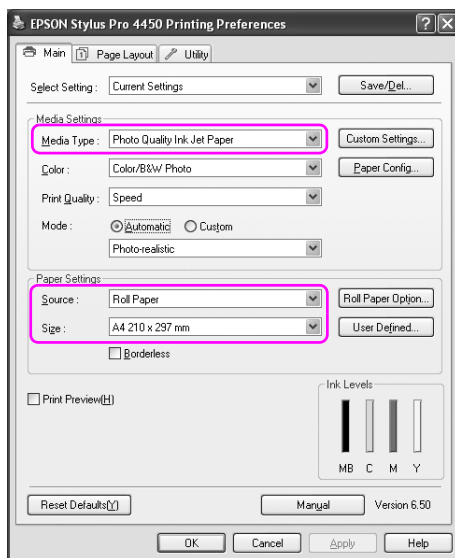 EPSON Stylus Pro 4450 Printing Preferences
Main Page Layout Utility
Select Setting : Current Settings Save/Del...
Media Settings
Media Type : Photo Quality Ink Jet Paper Custom Settings...
Color : Color/B&W Photo Paper Config...
Print Quality : Speed
Mode : Automatic Custom
Photo-realistic
Paper Settings
Source : Roll Paper Roll Paper Option...
Size : A4 210 x 297 mm User Defined...
Borderless
Print Preview(H) Ink Levels
MB C M Y
Reset Defaults(Y) Manual Version 6.50
OK Cancel Apply Help